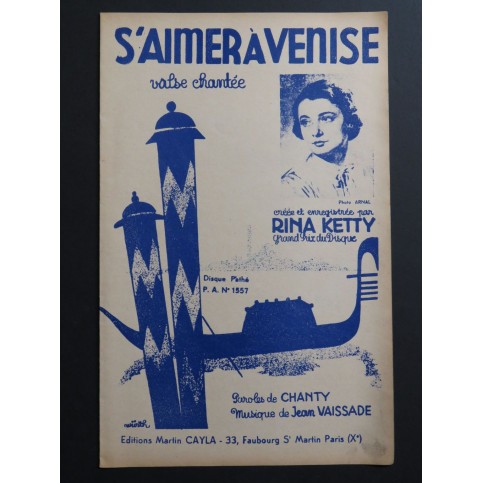 S'AIMER À VENISE
valse chantée
Photo ARNAL
créée et enregistrée par
RINA KETTY
Grand Prix du Disque
Disque Pathé
P. A. N° 1557
Paroles de CHANTY
Musique de Jean VAISSADE
würth
Editions Martin CAYLA - 33, Faubourg St Martin Paris (Xe)